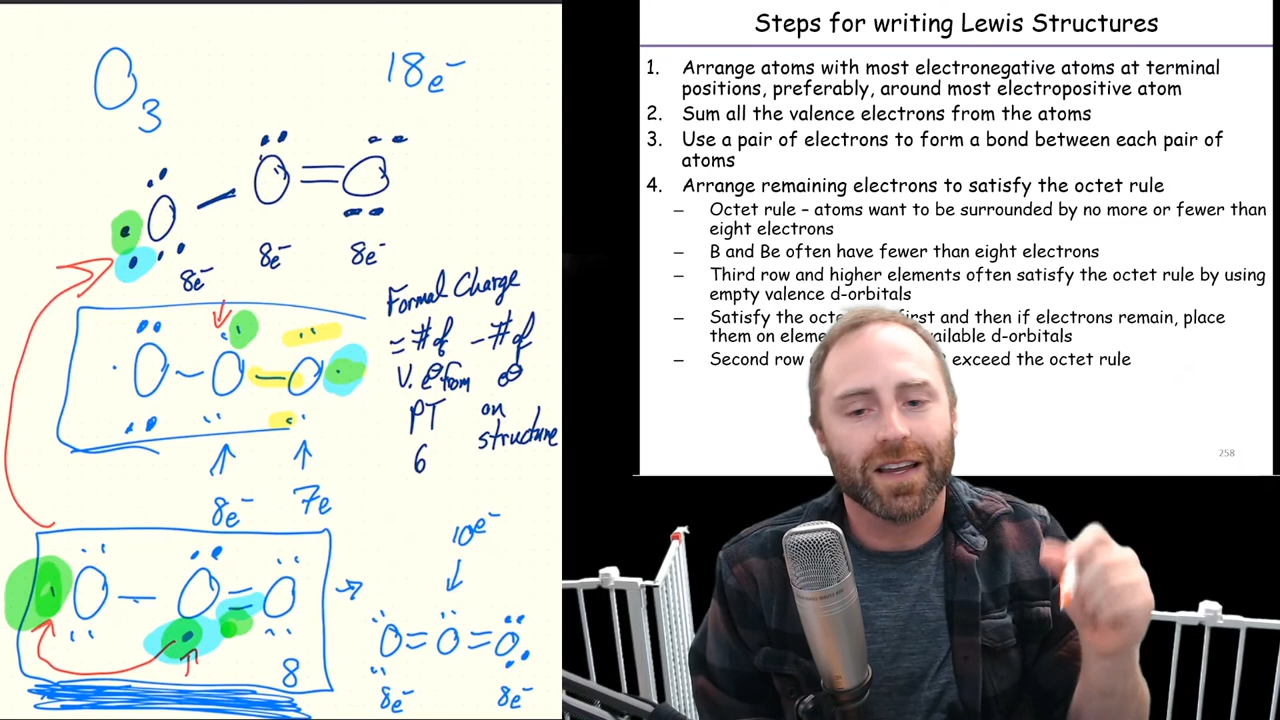 O3
18e-
O - O = O
8e-
8e-
8e-
Formal Charge
= # of - # of
V. e⊖ from e⊖
PT on
6 structure
O - O = O
8e-
7e
O - O = O
8
10e-
O = O = O
8e-
8e-
Steps for writing Lewis Structures
1. Arrange atoms with most electronegative atoms at terminal
positions, preferably, around most electropositive atom
2. Sum all the valence electrons from the atoms
3. Use a pair of electrons to form a bond between each pair of
atoms
4. Arrange remaining electrons to satisfy the octet rule
– Octet rule – atoms want to be surrounded by no more or fewer than
eight electrons
– B and Be often have fewer than eight electrons
– Third row and higher elements often satisfy the octet rule by using
empty valence d-orbitals
– Satisfy the first and then if electrons remain, place
them on d-orbitals
– Second row exceed the octet rule
258